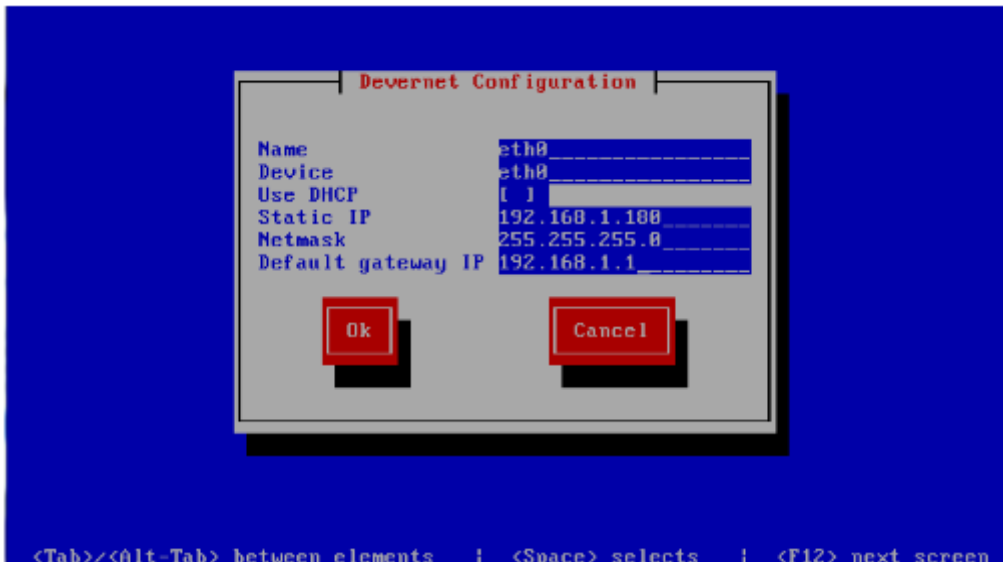 Devernet Configuration
Name eth0
Device eth0
Use DHCP [ ]
Static IP 192.168.1.180
Netmask 255.255.255.0
Default gateway IP 192.168.1.1
Ok Cancel
<Tab>/<Alt-Tab> between elements | <Space> selects | <F12> next screen